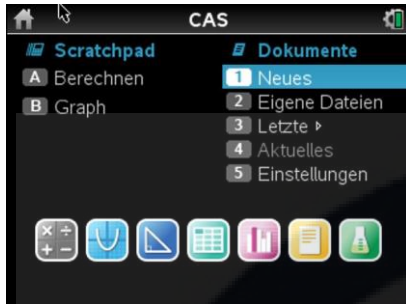 CAS
Scratchpad
A Berechnen
B Graph
Dokumente
1 Neues
2 Eigene Dateien
3 Letzte ▸
4 Aktuelles
5 Einstellungen